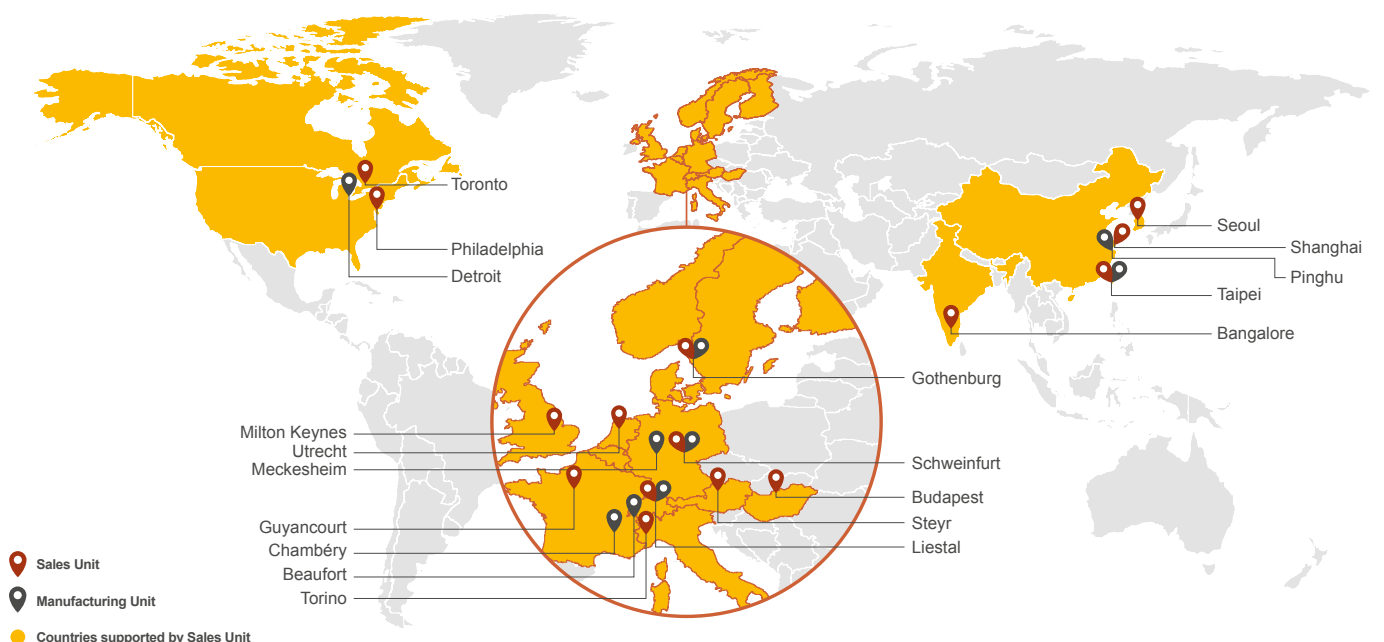 Toronto
Philadelphia
Detroit
Seoul
Shanghai
Pinghu
Taipei
Bangalore
Gothenburg
Milton Keynes
Utrecht
Meckesheim
Schweinfurt
Budapest
Steyr
Liestal
Guyancourt
Chambéry
Beaufort
Torino
Sales Unit
Manufacturing Unit
Countries supported by Sales Unit